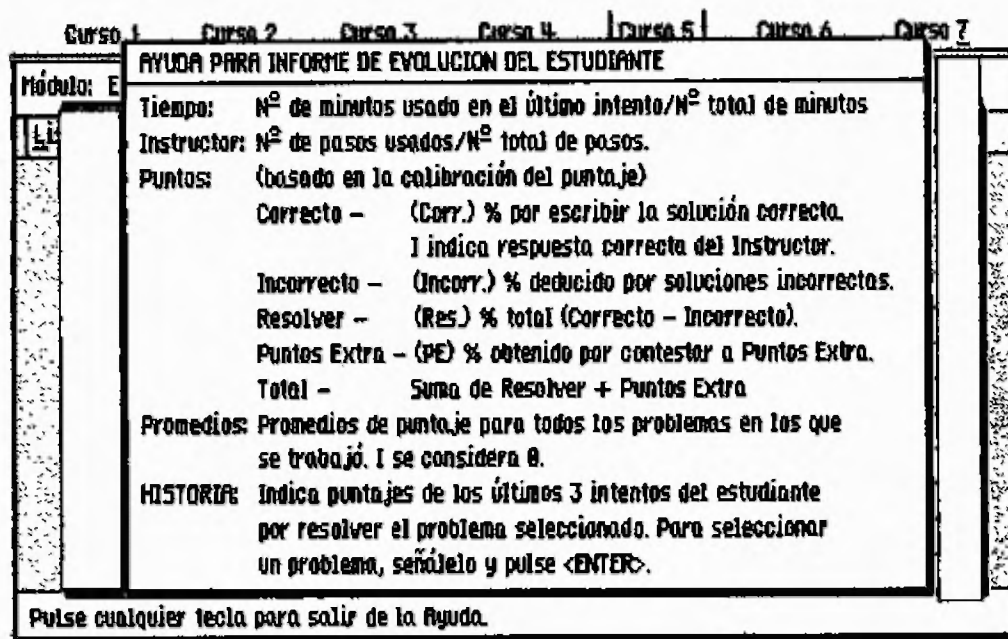 Curso 1 Curso 2 Curso 3 Curso 4 Curso 5 Curso 6 Curso 7
AYUDA PARA INFORME DE EVOLUCION DEL ESTUDIANTE
Módulo: E
Tiempo: Nº de minutos usado en el último intento/Nº total de minutos
Li
Instructor: Nº de pasos usados/Nº total de pasos.
Puntos: (basado en la calibración del puntaje)
Correcto – (Corr.) % por escribir la solución correcta.
I indica respuesta correcta del Instructor.
Incorrecto – (Incorr.) % deducido por soluciones incorrectas.
Resolver – (Res.) % total (Correcto – Incorrecto).
Puntos Extra – (PE) % obtenido por contestar a Puntos Extra.
Total – Suma de Resolver + Puntos Extra
Promedios: Promedios de puntaje para todos los problemas en los que
se trabajó. I se considera 0.
HISTORIA: Indica puntajes de los últimos 3 intentos del estudiante
por resolver el problema seleccionado. Para seleccionar
un problema, señálelo y pulse <ENTER>.
Pulse cualquier tecla para salir de la Ayuda.